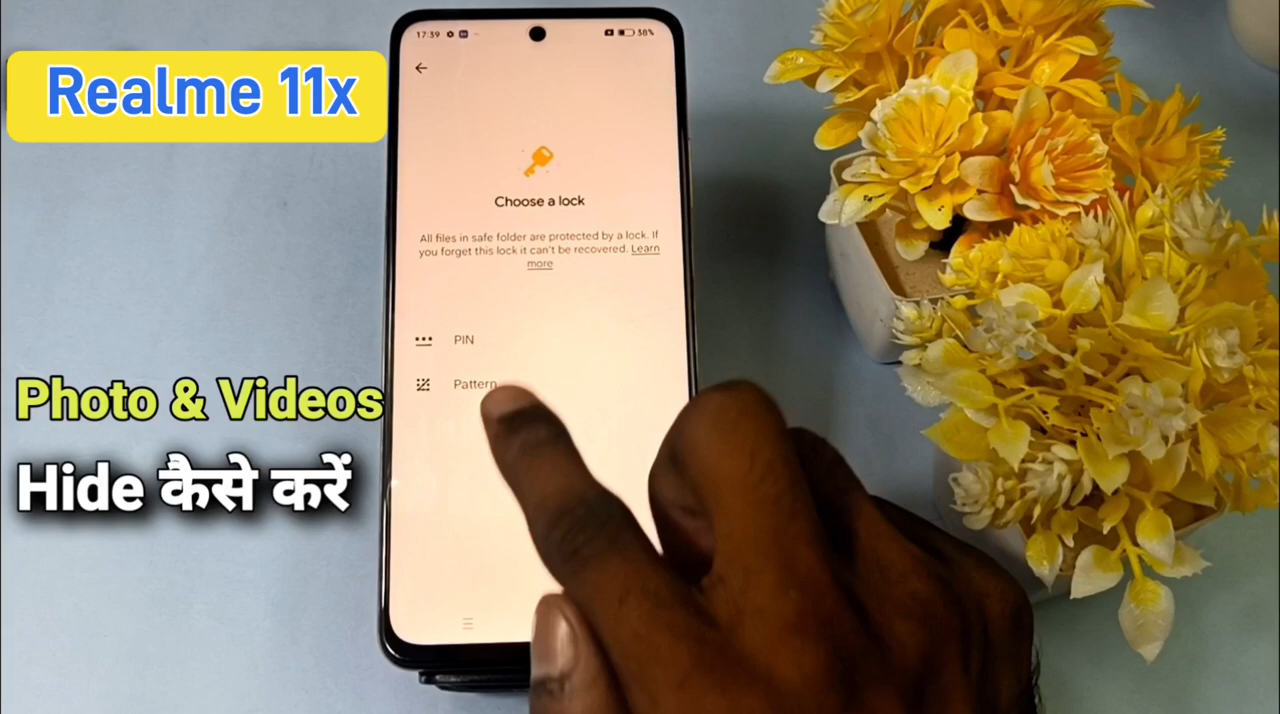 Realme 11x
17:39
38%
Choose a lock
All files in safe folder are protected by a lock. If
you forget this lock it can't be recovered. Learn
more
PIN
Pattern
Photo & Videos
Hide कैसे करें